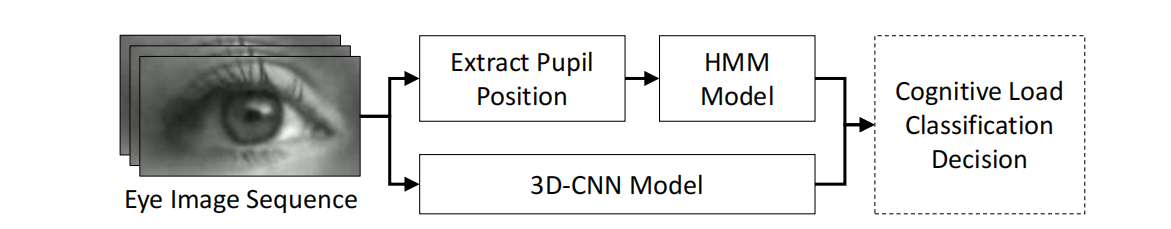 Extract Pupil
Position
HMM
Model
3D-CNN Model
Cognitive Load
Classification
Decision
Eye Image Sequence